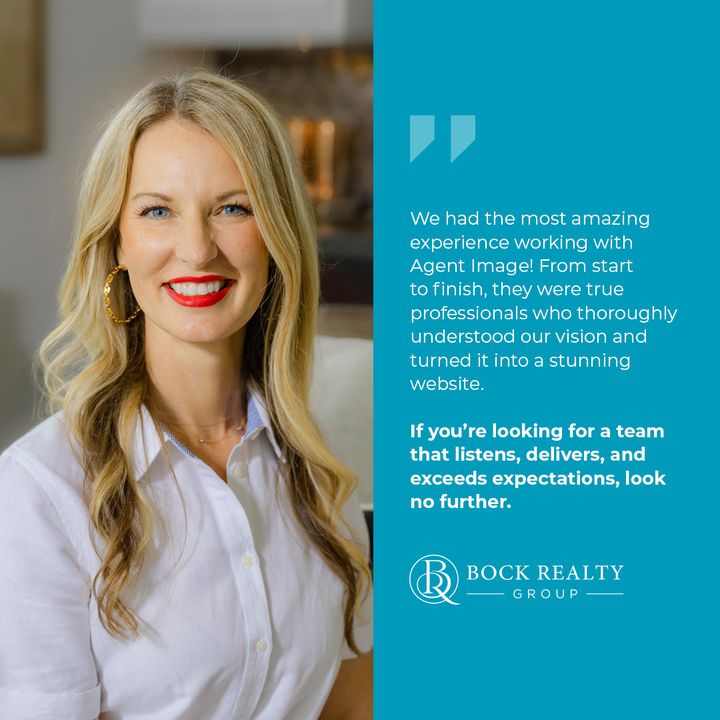 We had the most amazing
experience working with
Agent Image! From start
to finish, they were true
professionals who thoroughly
understood our vision and
turned it into a stunning
website.
If you’re looking for a team
that listens, delivers, and
exceeds expectations, look
no further.
BR BOCK REALTY
GROUP